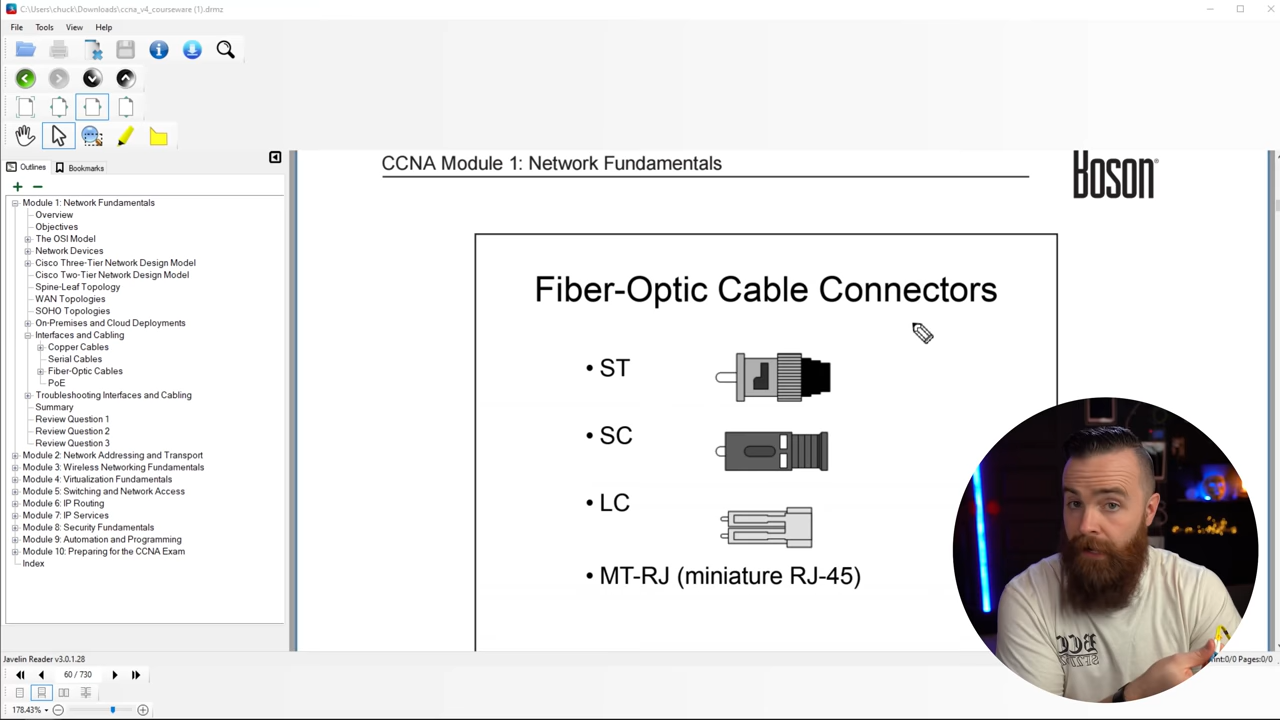 C:\Users\chuck\Downloads\ccna_v4_courseware (1).drmz
File Tools View Help
Outlines Bookmarks
Module 1: Network Fundamentals
Overview
Objectives
The OSI Model
Network Devices
Cisco Three-Tier Network Design Model
Cisco Two-Tier Network Design Model
Spine-Leaf Topology
WAN Topologies
SOHO Topologies
On-Premises and Cloud Deployments
Interfaces and Cabling
Copper Cables
Serial Cables
Fiber-Optic Cables
PoE
Troubleshooting Interfaces and Cabling
Summary
Review Question 1
Review Question 2
Review Question 3
Module 2: Network Addressing and Transport
Module 3: Wireless Networking Fundamentals
Module 4: Virtualization Fundamentals
Module 5: Switching and Network Access
Module 6: IP Routing
Module 7: IP Services
Module 8: Security Fundamentals
Module 9: Automation and Programming
Module 10: Preparing for the CCNA Exam
Index
CCNA Module 1: Network Fundamentals
Boson
Fiber-Optic Cable Connectors
• ST
• SC
• LC
• MT-RJ (miniature RJ-45)
Javelin Reader v3.0.1.28
Pages:0/0
60 / 730
178.43%